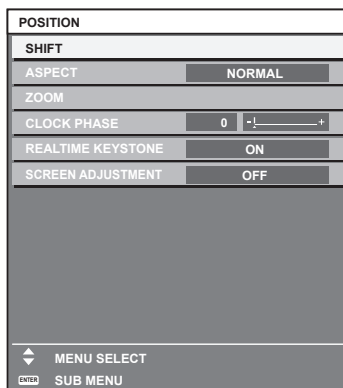 POSITION
SHIFT
ASPECT NORMAL
ZOOM
CLOCK PHASE 0 - +
REALTIME KEYSTONE ON
SCREEN ADJUSTMENT OFF
MENU SELECT
ENTER SUB MENU